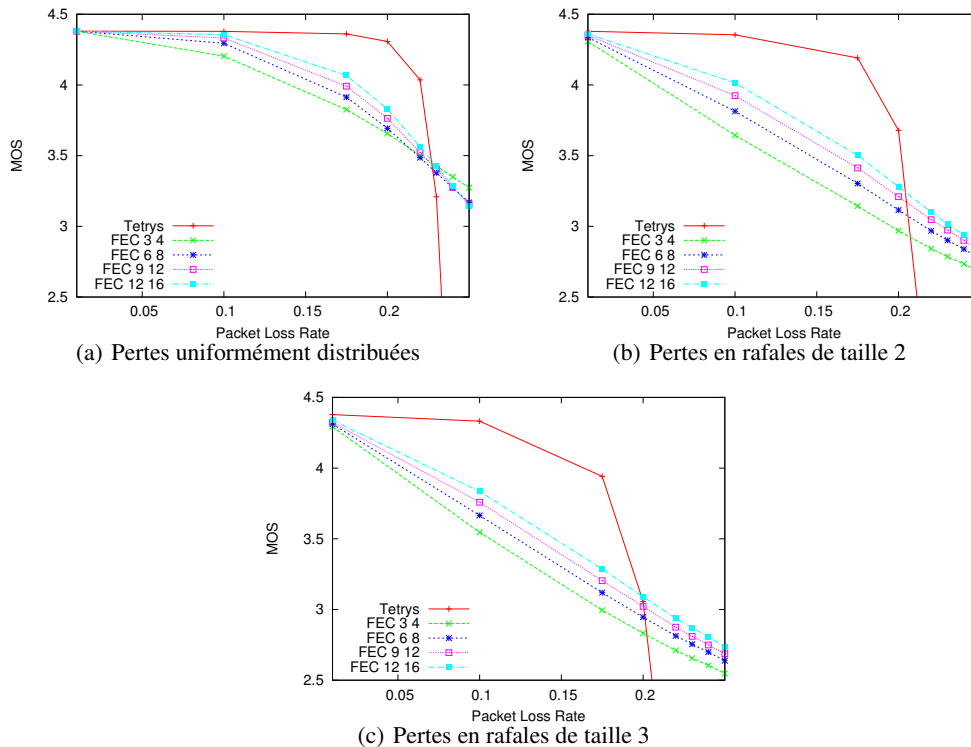 4.5
4
3.5
3
2.5
MOS
Tetrys
FEC 3 4
FEC 6 8
FEC 9 12
FEC 12 16
0.05 0.1 0.15 0.2
Packet Loss Rate
(a) Pertes uniformément distribuées
4.5
4
3.5
3
2.5
MOS
Tetrys
FEC 3 4
FEC 6 8
FEC 9 12
FEC 12 16
0.05 0.1 0.15 0.2
Packet Loss Rate
(b) Pertes en rafales de taille 2
4.5
4
3.5
3
2.5
MOS
Tetrys
FEC 3 4
FEC 6 8
FEC 9 12
FEC 12 16
0.05 0.1 0.15 0.2
Packet Loss Rate
(c) Pertes en rafales de taille 3